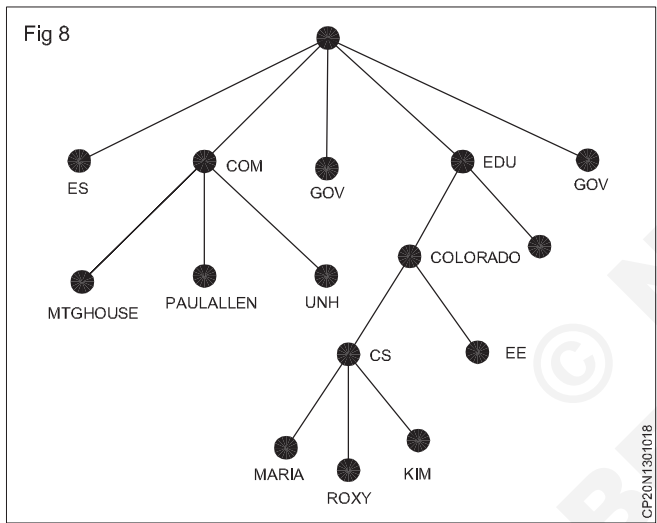 Fig 8
ES
COM
GOV
EDU
GOV
MTGHOUSE
PAULALLEN
UNH
COLORADO
CS
EE
MARIA
ROXY
KIM
CP20N1301018
©